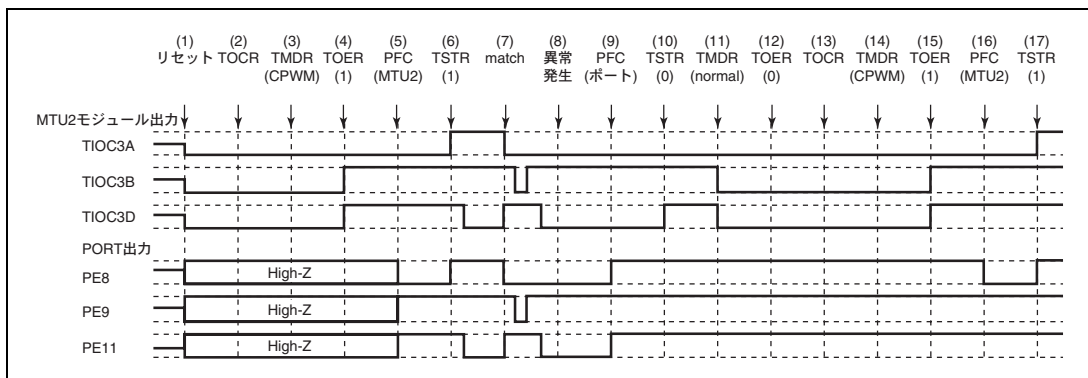 (1) (2) (3) (4) (5) (6) (7) (8) (9) (10) (11) (12) (13) (14) (15) (16) (17)
リセット TOCR TMDR TOER PFC TSTR match 異常 PFC TSTR TMDR TOER TOCR TMDR TOER PFC TSTR
(CPWM) (1) (MTU2) (1) 発生 (ポート) (0) (normal) (0) (CPWM) (1) (MTU2) (1)
MTU2モジュール出力
TIOC3A
TIOC3B
TIOC3D
PORT出力
PE8 High-Z
PE9 High-Z
PE11 High-Z